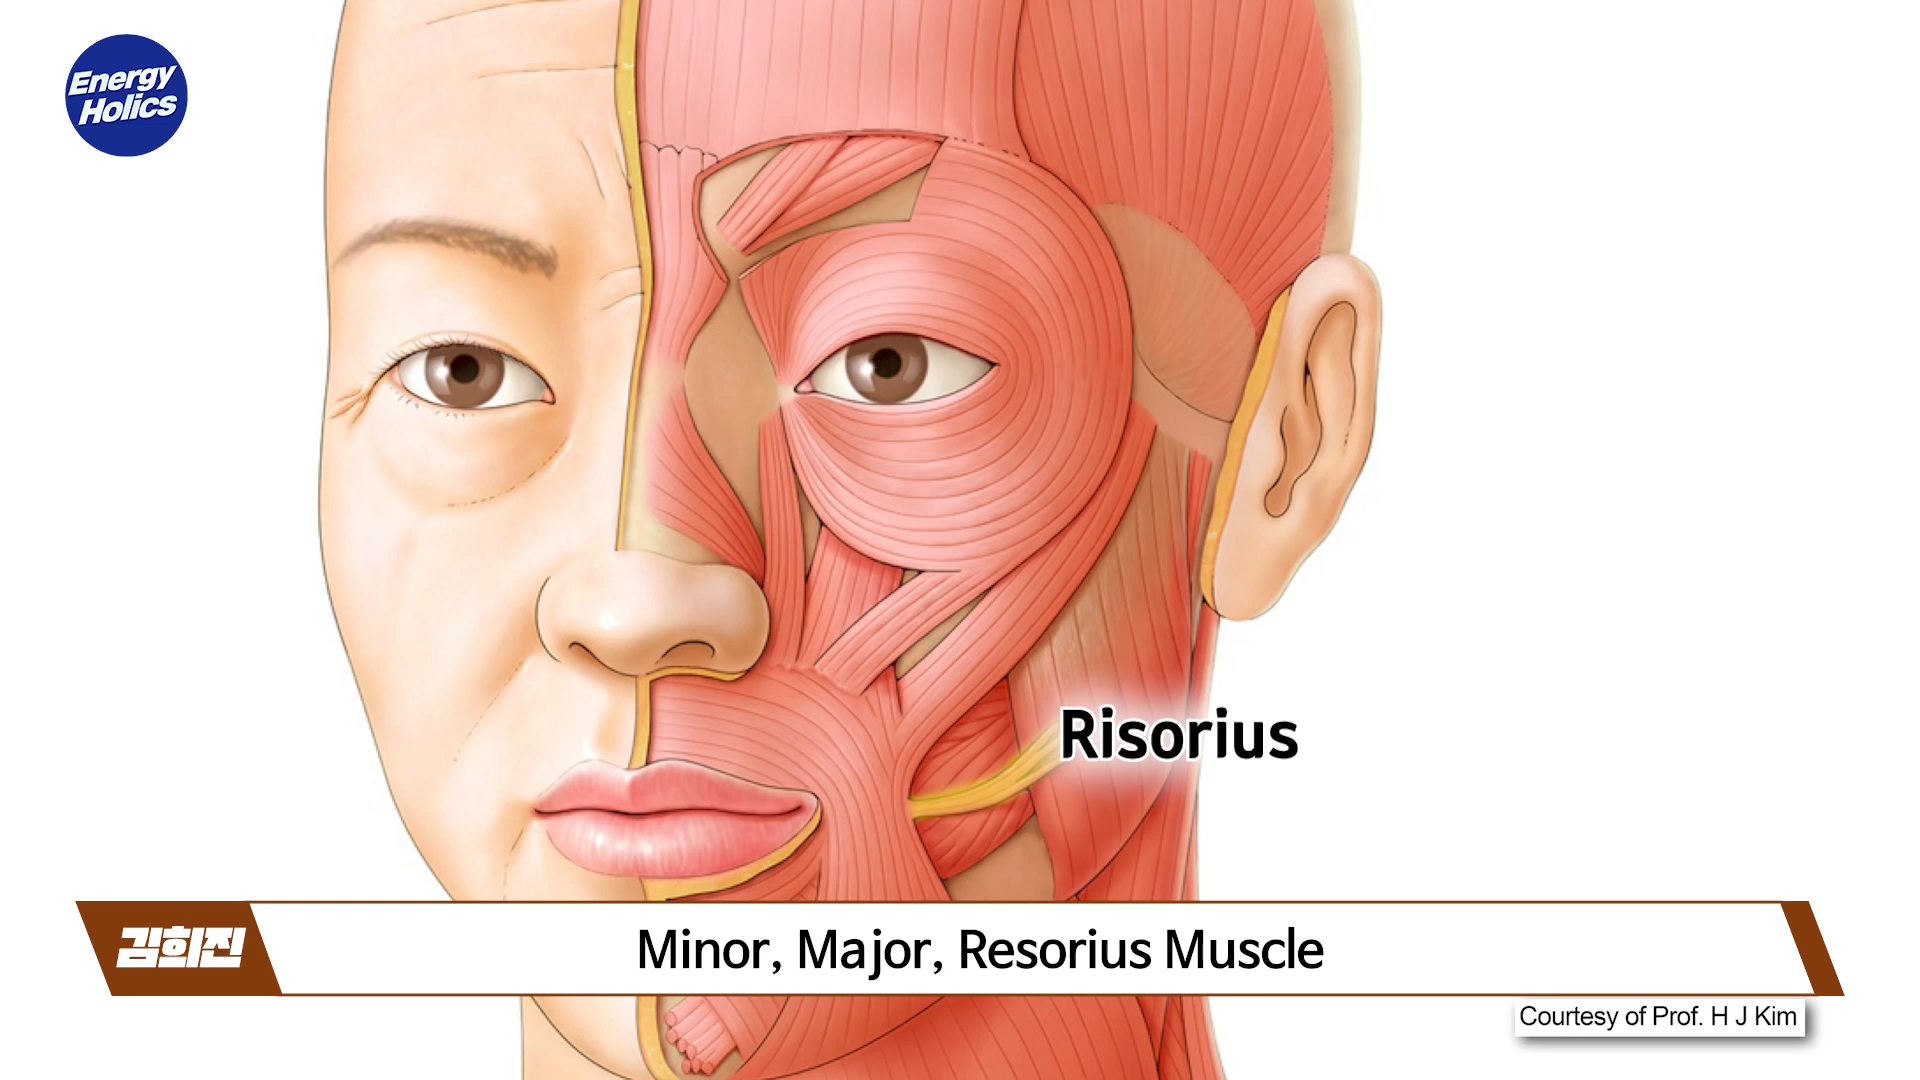 Energy
Holics
Risorius
김희진
Minor, Major, Resorius Muscle
Courtesy of Prof. H J Kim